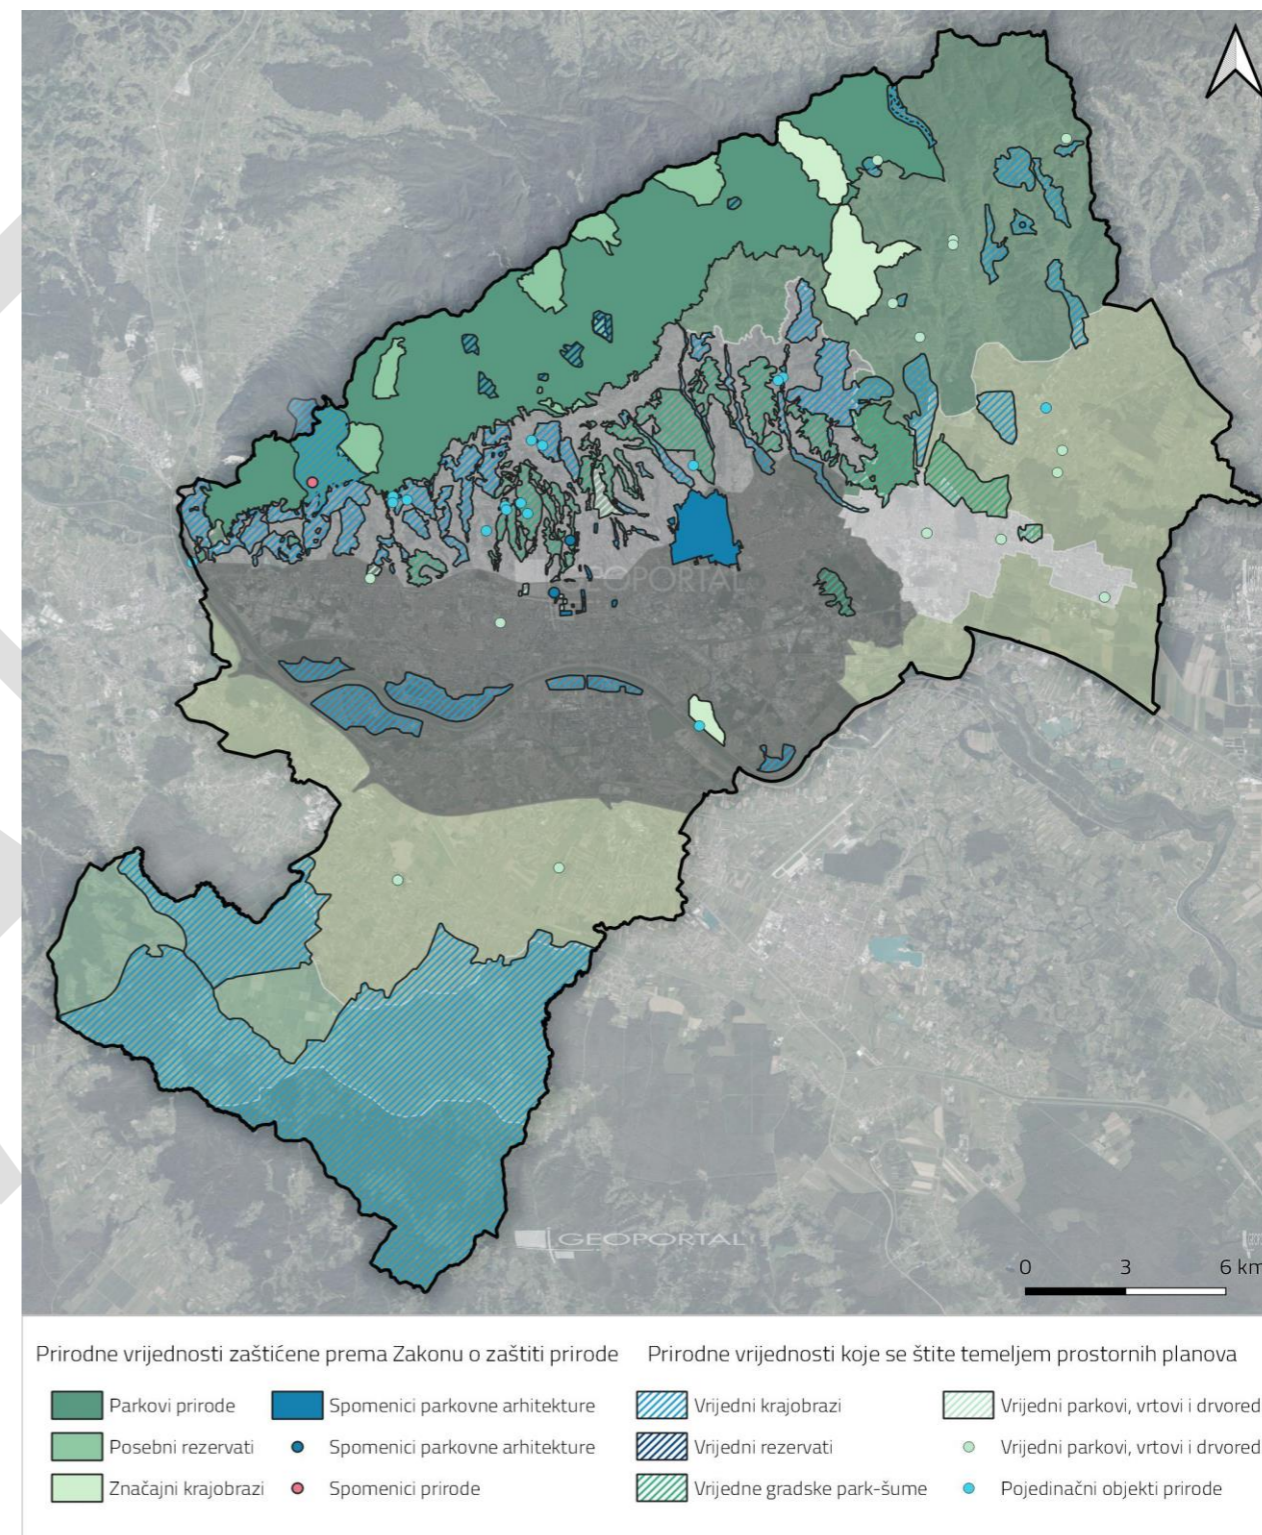 GEOPORTAL
GEOPORTAL
0 3 6 km
Prirodne vrijednosti zaštićene prema Zakonu o zaštiti prirode
Parkovi prirode
Posebni rezervati
Značajni krajobrazi
Spomenici parkovne arhitekture
Spomenici parkovne arhitekture
Spomenici prirode
Prirodne vrijednosti koje se štite temeljem prostornih planova
Vrijedni krajobrazi
Vrijedni rezervati
Vrijedne gradske park-šume
Vrijedni parkovi, vrtovi i drvored
Vrijedni parkovi, vrtovi i drvored
Pojedinačni objekti prirode